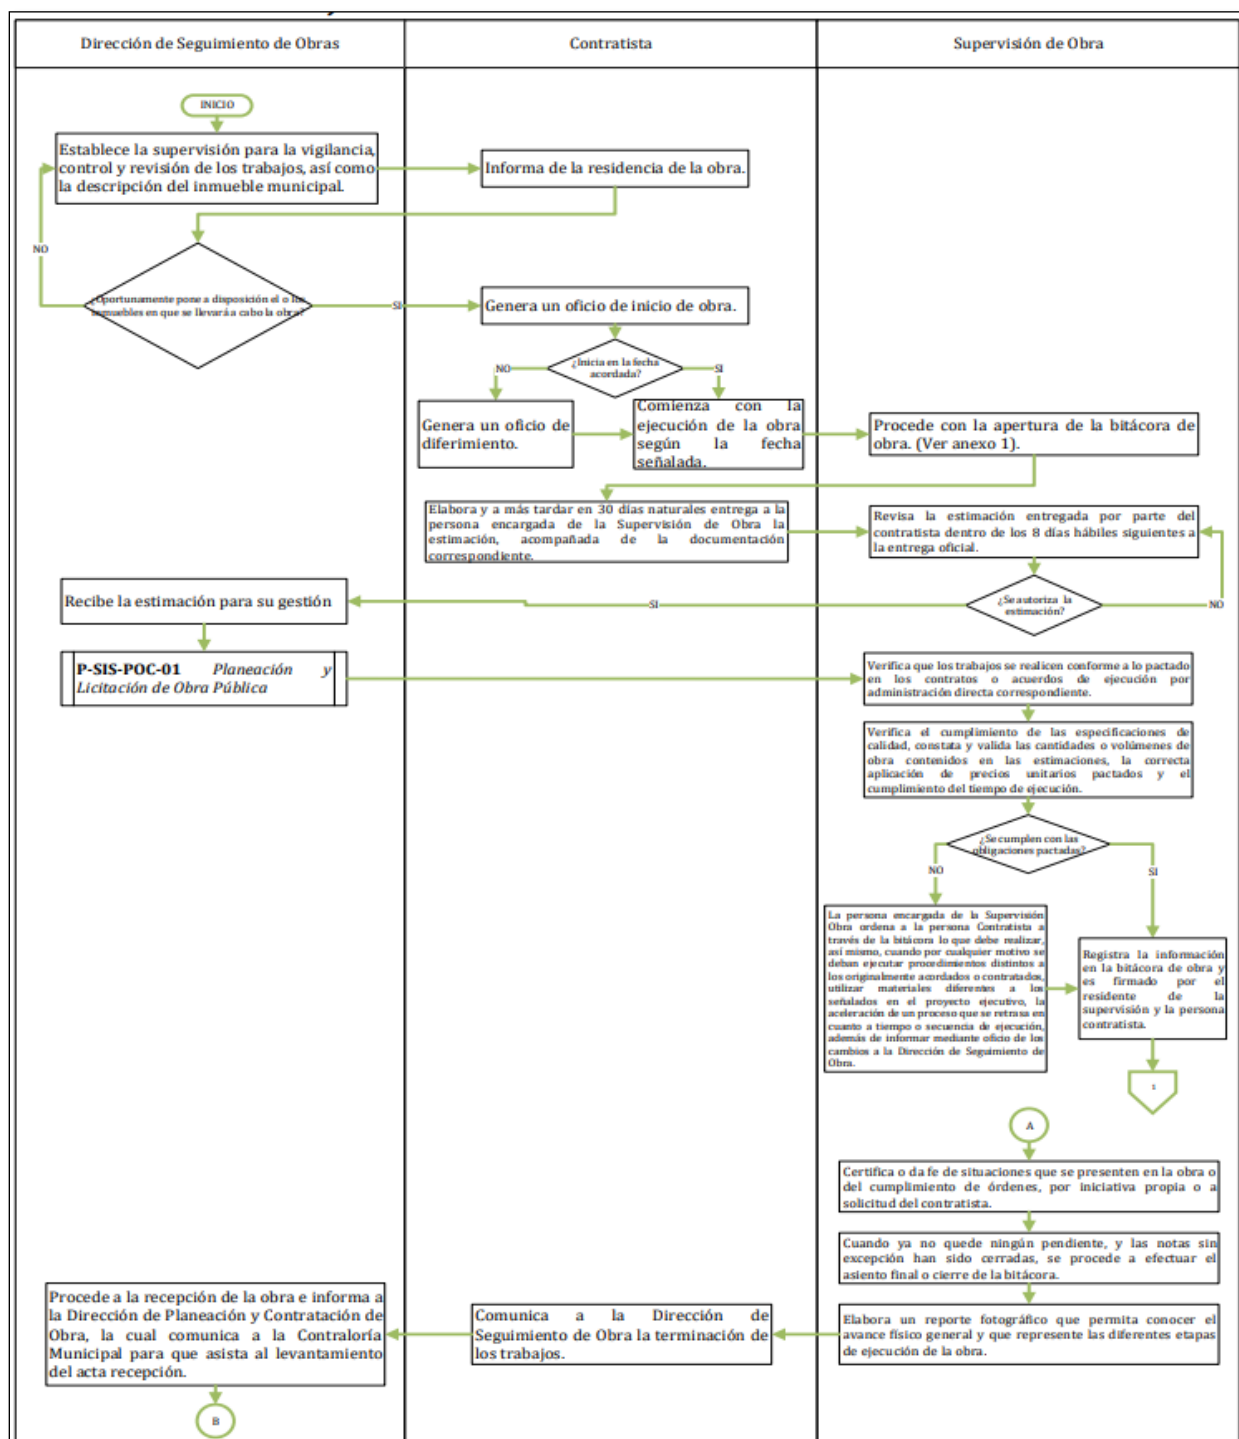 Dirección de Seguimiento de Obras
Contratista
Supervisión de Obra
INICIO
Establece la supervisión para la vigilancia,
control y revisión de los trabajos, así como
la descripción del inmueble municipal.
Informa de la residencia de la obra.
NO
¿Oportunamente pone a disposición el o los
inmuebles en que se llevará a cabo la obra?
SI
Genera un oficio de inicio de obra.
¿Inicia en la fecha
acordada?
NO
SI
Genera un oficio de
diferimiento.
Comienza con la
ejecución de la obra
según la fecha
señalada.
Procede con la apertura de la bitácora de
obra. (Ver anexo 1).
Elabora y a más tardar en 30 días naturales entrega a la
persona encargada de la Supervisión de Obra la
estimación, acompañada de la documentación
correspondiente.
Revisa la estimación entregada por parte del
contratista dentro de los 8 días hábiles siguientes a
la entrega oficial.
Recibe la estimación para su gestión
SI
¿Se autoriza la
estimación?
NO
P-SIS-POC-01 Planeación y
Licitación de Obra Pública
Verifica que los trabajos se realicen conforme a lo pactado
en los contratos o acuerdos de ejecución por
administración directa correspondiente.
Verifica el cumplimiento de las especificaciones de
calidad, constata y valida las cantidades o volúmenes de
obra contenidos en las estimaciones, la correcta
aplicación de precios unitarios pactados y el
cumplimiento del tiempo de ejecución.
¿Se cumplen con las
obligaciones pactadas?
NO
SI
La persona encargada de la Supervisión
Obra ordena a la persona Contratista a
través de la bitácora lo que debe realizar,
así mismo, cuando por cualquier motivo se
deban ejecutar procedimientos distintos a
los originalmente acordados o contratados,
utilizar materiales diferentes a los
señalados en el proyecto ejecutivo, la
aceleración de un proceso que se retrasa en
cuanto a tiempo o secuencia de ejecución,
además de informar mediante oficio de los
cambios a la Dirección de Seguimiento de
Obra.
Registra la información
en la bitácora de obra y
es firmado por el
residente de la
supervisión y la persona
contratista.
1
A
Certifica o da fe de situaciones que se presenten en la obra o
del cumplimiento de órdenes, por iniciativa propia o a
solicitud del contratista.
Cuando ya no quede ningún pendiente, y las notas sin
excepción han sido cerradas, se procede a efectuar el
asiento final o cierre de la bitácora.
Elabora un reporte fotográfico que permita conocer el
avance físico general y que represente las diferentes etapas
de ejecución de la obra.
Comunica a la Dirección de
Seguimiento de Obra la terminación de
los trabajos.
Procede a la recepción de la obra e informa a
la Dirección de Planeación y Contratación de
Obra, la cual comunica a la Contraloría
Municipal para que asista al levantamiento
del acta recepción.
B